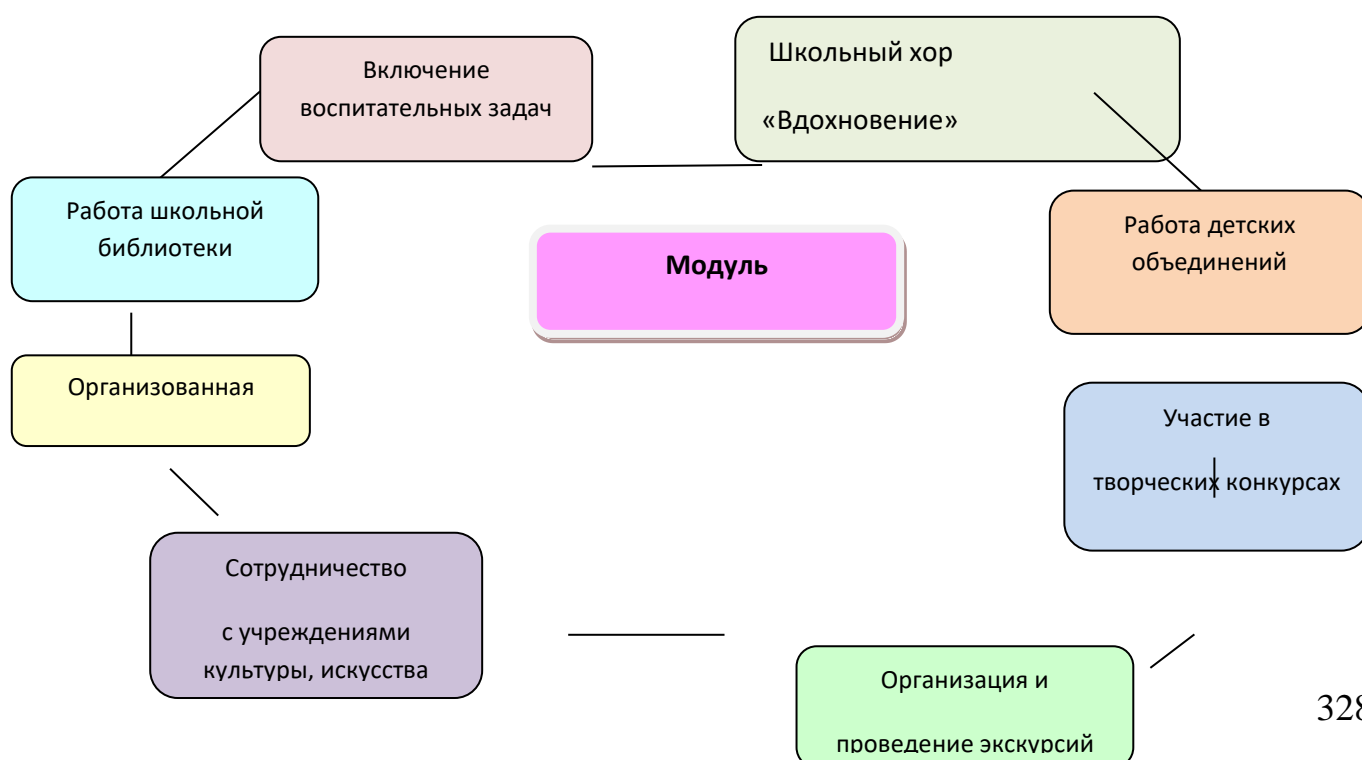 Включение
воспитательных задач
Школьный хор
«Вдохновение»
Работа школьной
библиотеки
Модуль
Работа детских
объединений
Организованная
Участие в
творческих конкурсах
Сотрудничество
с учреждениями
культуры, искусства
Организация и
проведение экскурсий
328